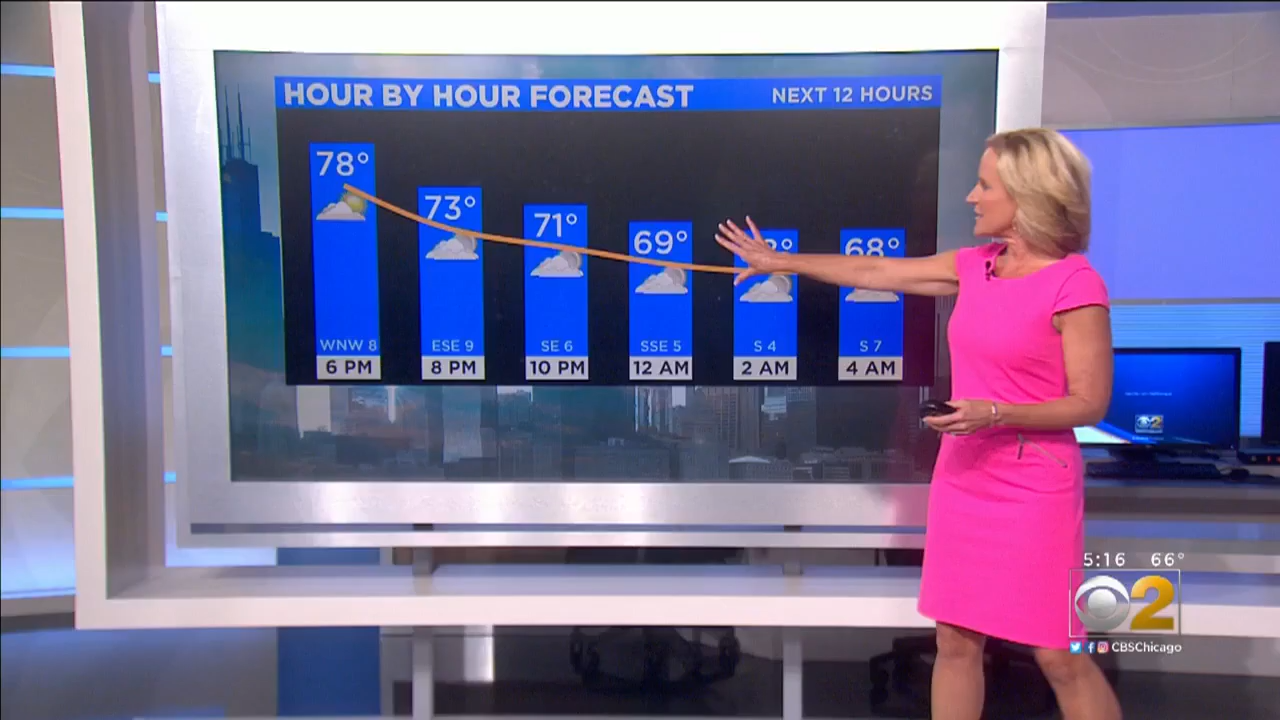 HOUR BY HOUR FORECAST
NEXT 12 HOURS
78°
73°
71°
69°
68°
WNW 8
ESE 9
SE 6
SSE 5
S 4
S 7
6 PM
8 PM
10 PM
12 AM
2 AM
4 AM
2
5:16 66°
2
CBSChicago